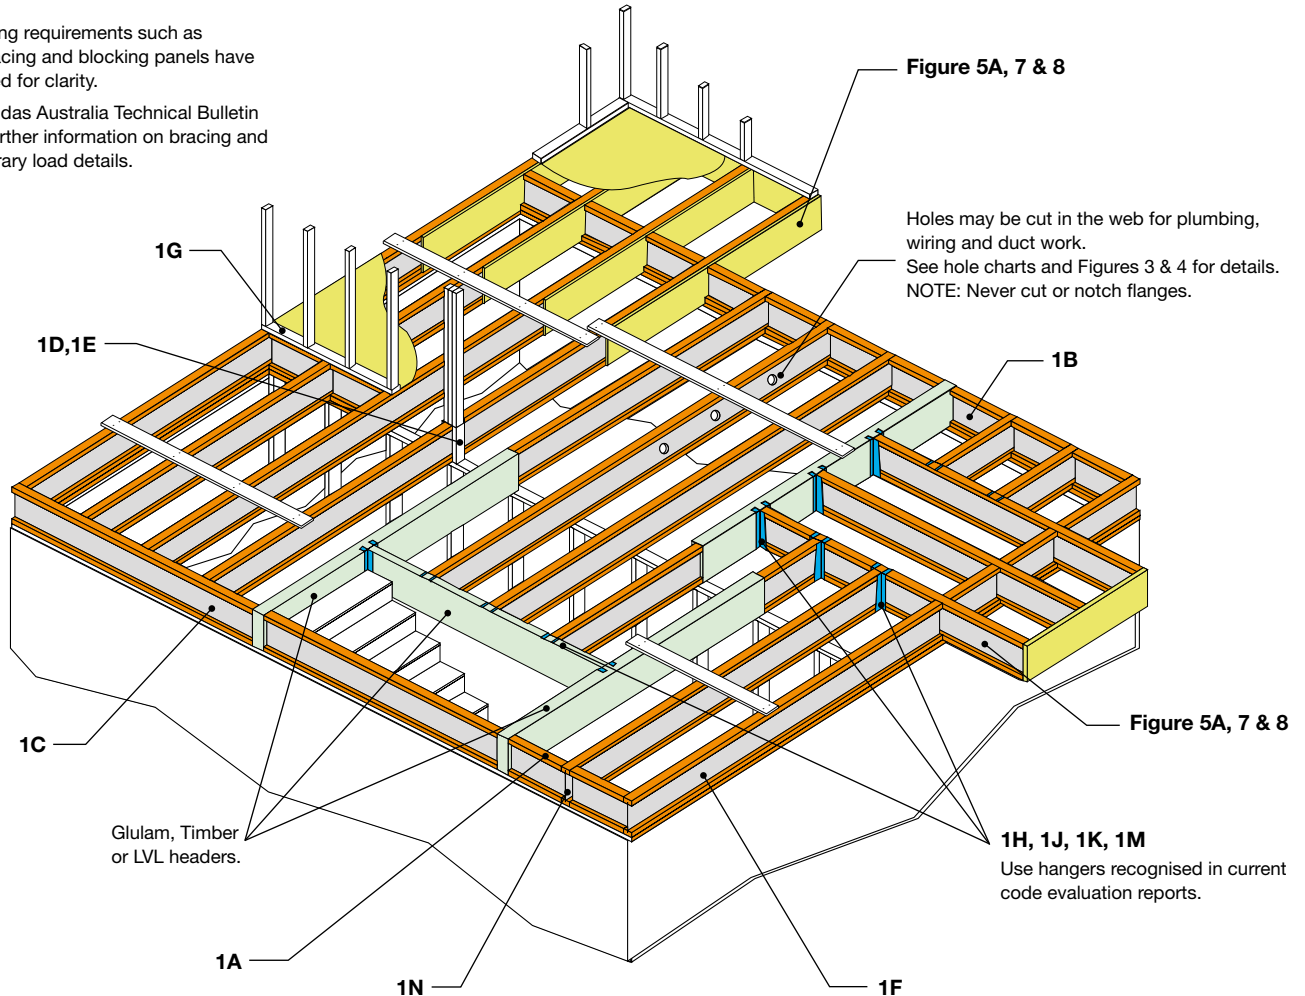 ng requirements such as
acing and blocking panels have
ed for clarity.
das Australia Technical Bulletin
urther information on bracing and
rary load details.
Figure 5A, 7 & 8
Holes may be cut in the web for plumbing,
wiring and duct work.
See hole charts and Figures 3 & 4 for details.
NOTE: Never cut or notch flanges.
1G
1D,1E
1B
1C
Figure 5A, 7 & 8
Glulam, Timber
or LVL headers.
1H, 1J, 1K, 1M
Use hangers recognised in current
code evaluation reports.
1A
1N
1F